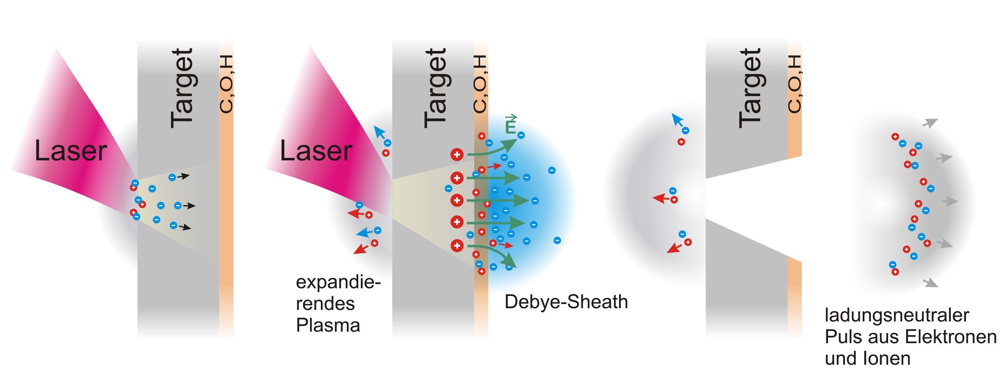 Laser
Target
C,O,H
Laser
Target
C,O,H
E
expandie-
rendes
Plasma
Debye-Sheath
Target
C,O,H
ladungsneutraler
Puls aus Elektronen
und Ionen